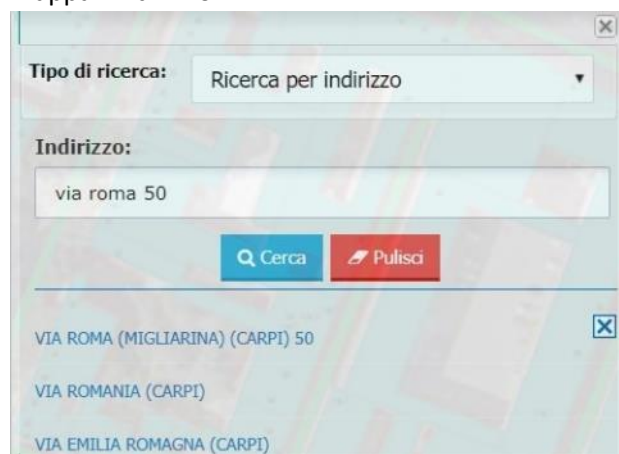 Tipo di ricerca:
Ricerca per indirizzo
Indirizzo:
via roma 50
Cerca
Pulisci
VIA ROMA (MIGLIARINA) (CARPI) 50
VIA ROMANIA (CARPI)
VIA EMILIA ROMAGNA (CARPI)